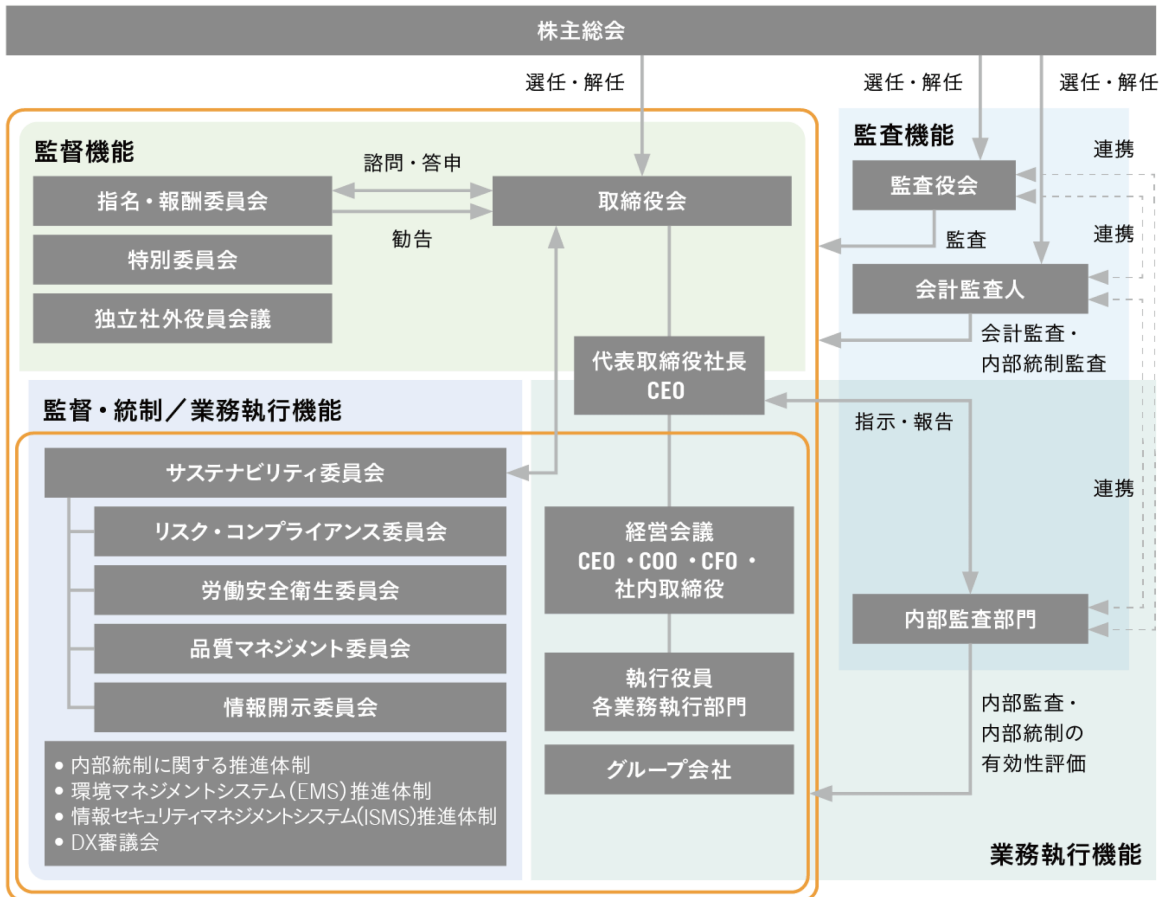 株主総会
選任・解任
選任・解任
選任・解任
監督機能
指名・報酬委員会
特別委員会
独立社外役員会議
諮問・答申
勧告
取締役会
代表取締役社長
CEO
監査機能
監査役会
監査
会計監査人
会計監査・
内部統制監査
連携
連携
連携
指示・報告
内部監査部門
内部監査・
内部統制の
有効性評価
監督・統制／業務執行機能
サステナビリティ委員会
リスク・コンプライアンス委員会
労働安全衛生委員会
品質マネジメント委員会
情報開示委員会
• 内部統制に関する推進体制
• 環境マネジメントシステム（EMS）推進体制
• 情報セキュリティマネジメントシステム(ISMS)推進体制
• DX審議会
経営会議
CEO・COO・CFO・
社内取締役
執行役員
各業務執行部門
グループ会社
業務執行機能